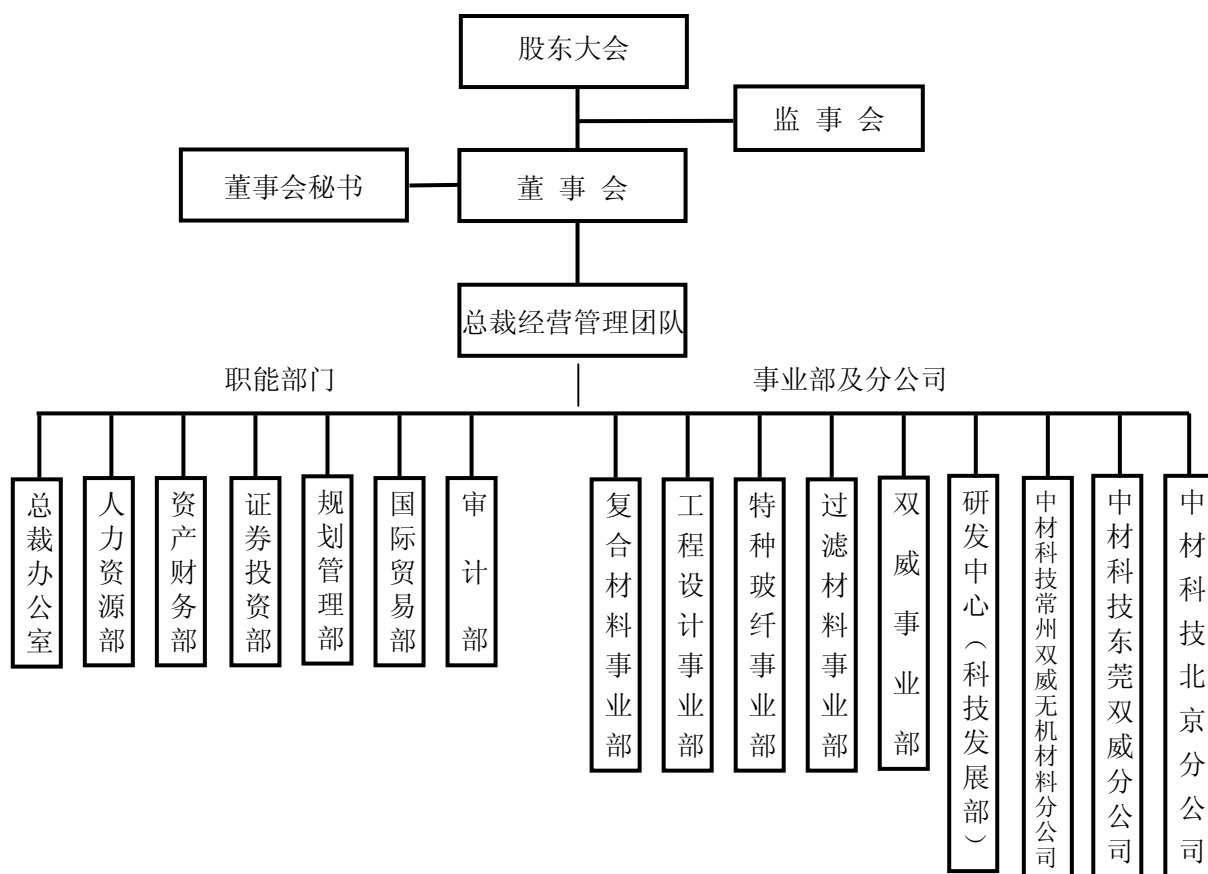 股东大会
监 事 会
董事会秘书
董 事 会
总裁经营管理团队
职能部门
事业部及分公司
总裁办公室
人力资源部
资产财务部
证券投资部
规划管理部
国际贸易部
审计部
复合材料事业部
工程设计事业部
特种玻纤事业部
过滤材料事业部
双威事业部
研发中心（科技发展部）
中材科技常州双威无机材料分公司
中材科技东莞双威分公司
中材科技北京分公司